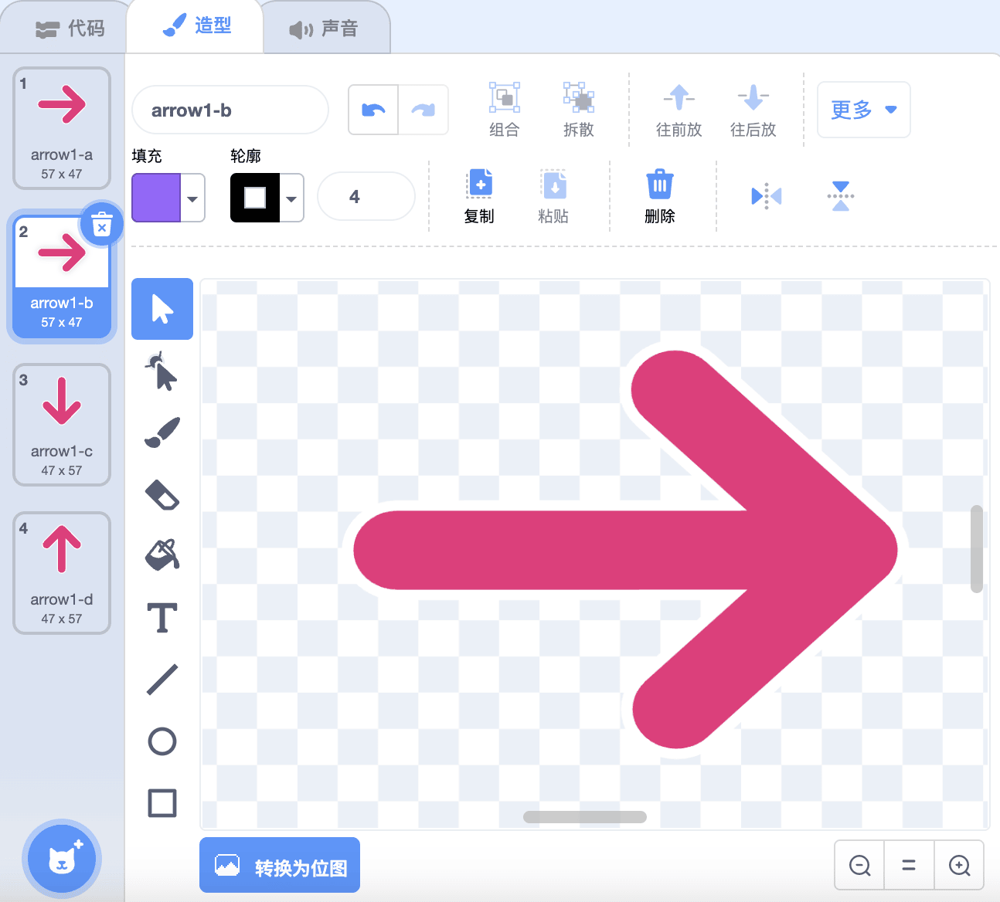 代码
造型
声音
1
arrow1-a
57 x 47
2
arrow1-b
57 x 47
3
arrow1-c
47 x 57
4
arrow1-d
47 x 57
arrow1-b
组合
拆散
往前放
往后放
更多
填充
轮廓
4
复制
粘贴
删除
T
转换为位图